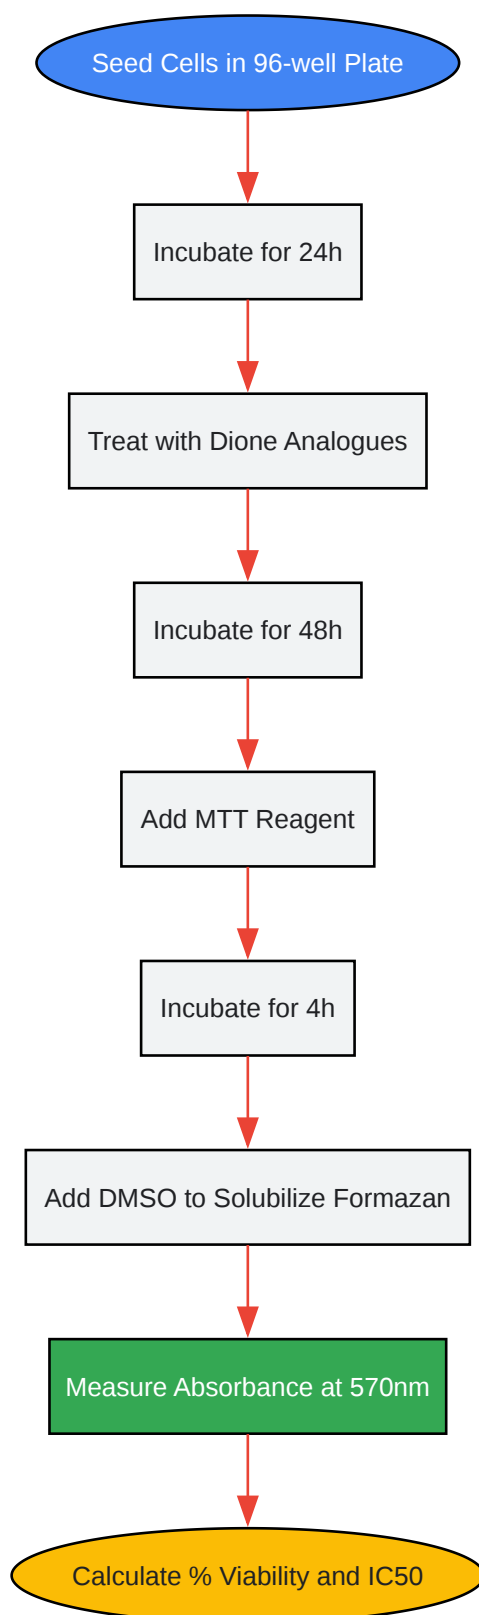 Seed Cells in 96-well Plate
Incubate for 24h
Treat with Dione Analogues
Incubate for 48h
Add MTT Reagent
Incubate for 4h
Add DMSO to Solubilize Formazan
Measure Absorbance at 570nm
Calculate % Viability and IC50